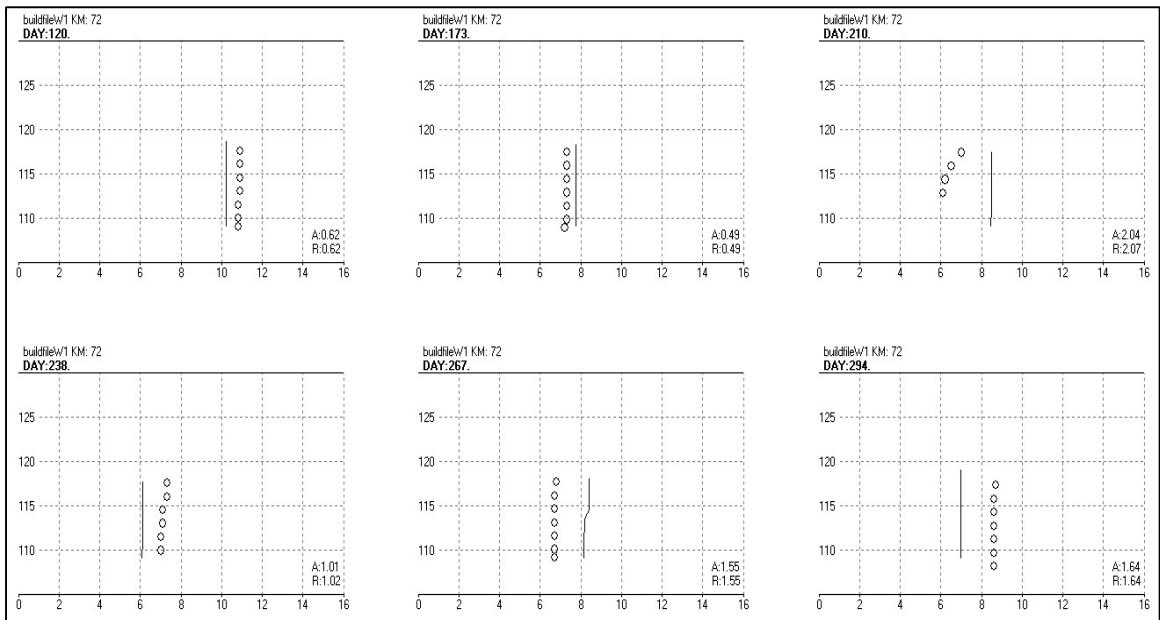 buildfileW1 KM: 72
DAY:120.
125
120
115
110
A:0.62
R:0.62
0 2 4 6 8 10 12 14 16
buildfileW1 KM: 72
DAY:173.
125
120
115
110
A:0.49
R:0.49
0 2 4 6 8 10 12 14 16
buildfileW1 KM: 72
DAY:210.
125
120
115
110
A:2.04
R:2.07
0 2 4 6 8 10 12 14 16
buildfileW1 KM: 72
DAY:238.
125
120
115
110
A:1.01
R:1.02
0 2 4 6 8 10 12 14 16
buildfileW1 KM: 72
DAY:267.
125
120
115
110
A:1.55
R:1.55
0 2 4 6 8 10 12 14 16
buildfileW1 KM: 72
DAY:294.
125
120
115
110
A:1.64
R:1.64
0 2 4 6 8 10 12 14 16